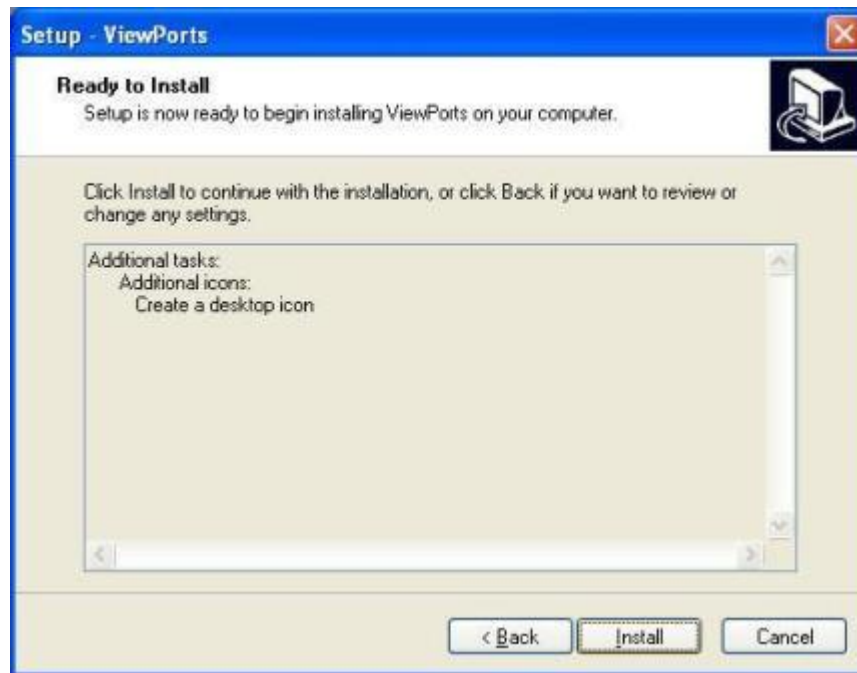 Setup - ViewPorts
Ready to Install
Setup is now ready to begin installing ViewPorts on your computer.
Click Install to continue with the installation, or click Back if you want to review or
change any settings.
Additional tasks:
Additional icons:
Create a desktop icon
< Back
Install
Cancel